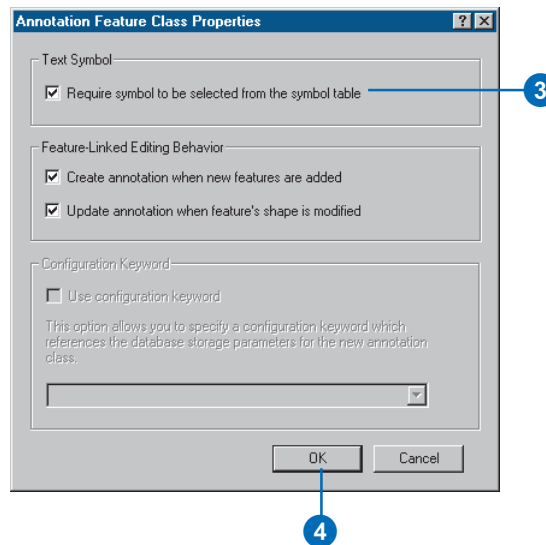 Annotation Feature Class Properties
? X
Text Symbol
Require symbol to be selected from the symbol table
3
Feature-Linked Editing Behavior
Create annotation when new features are added
Update annotation when feature's shape is modified
Configuration Keyword
Use configuration keyword
This option allows you to specify a configuration keyword which
references the database storage parameters for the new annotation
class.
OK Cancel
4